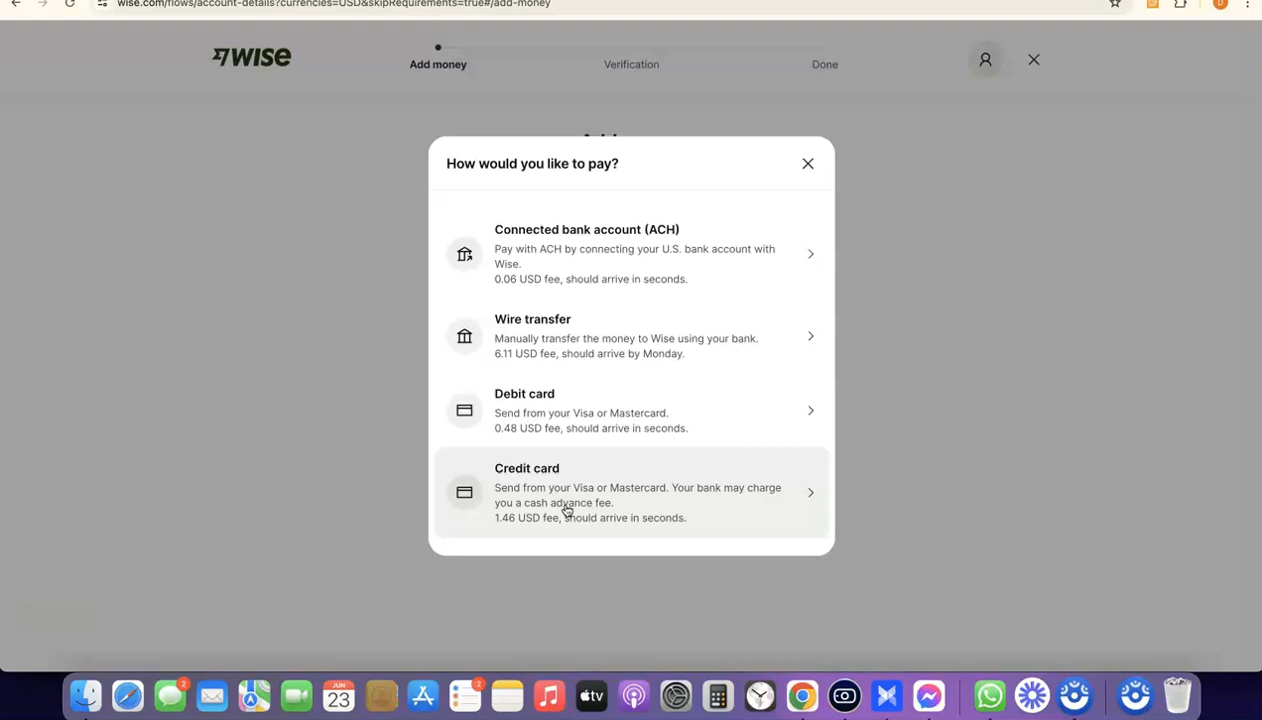 wise.com/flows/account-details?currencies=USD&skipRequirements=true#/add-money
WISE
Add money
Verification
Done
How would you like to pay?
Connected bank account (ACH)
Pay with ACH by connecting your U.S. bank account with
Wise.
0.06 USD fee, should arrive in seconds.
Wire transfer
Manually transfer the money to Wise using your bank.
6.11 USD fee, should arrive by Monday.
Debit card
Send from your Visa or Mastercard.
0.48 USD fee, should arrive in seconds.
Credit card
Send from your Visa or Mastercard. Your bank may charge
you a cash advance fee.
1.46 USD fee, should arrive in seconds.
2
JUN
23
2
tv